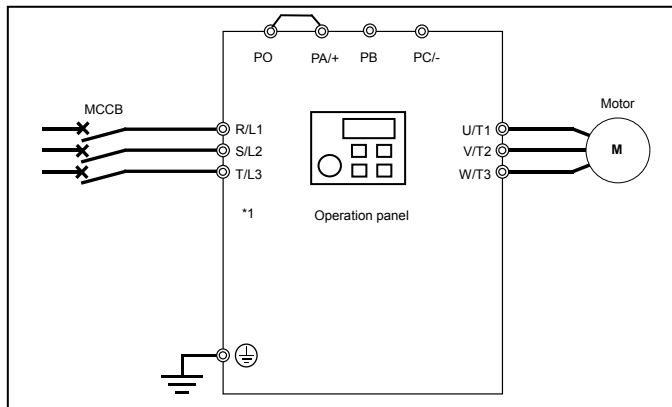 PO PA/+ PB PC/-
MCCB
Motor
R/L1
U/T1
S/L2
V/T2
M
T/L3
W/T3
*1
Operation panel